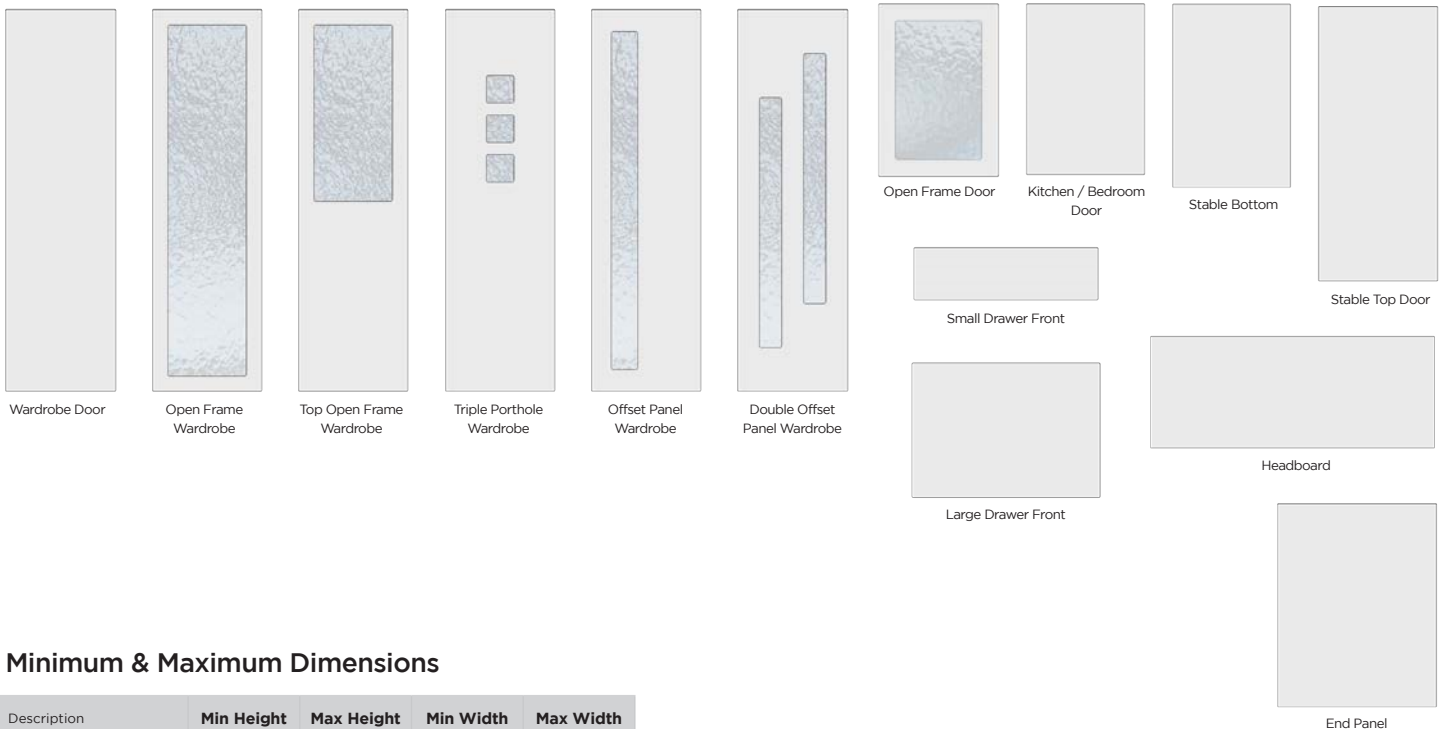 Wardrobe Door
Open Frame
Wardrobe
Top Open Frame
Wardrobe
Triple Porthole
Wardrobe
Offset Panel
Wardrobe
Double Offset
Panel Wardrobe
Open Frame Door
Kitchen / Bedroom
Door
Stable Bottom
Stable Top Door
Small Drawer Front
Headboard
Large Drawer Front
End Panel
Minimum & Maximum Dimensions
Description Min Height Max Height Min Width Max Width